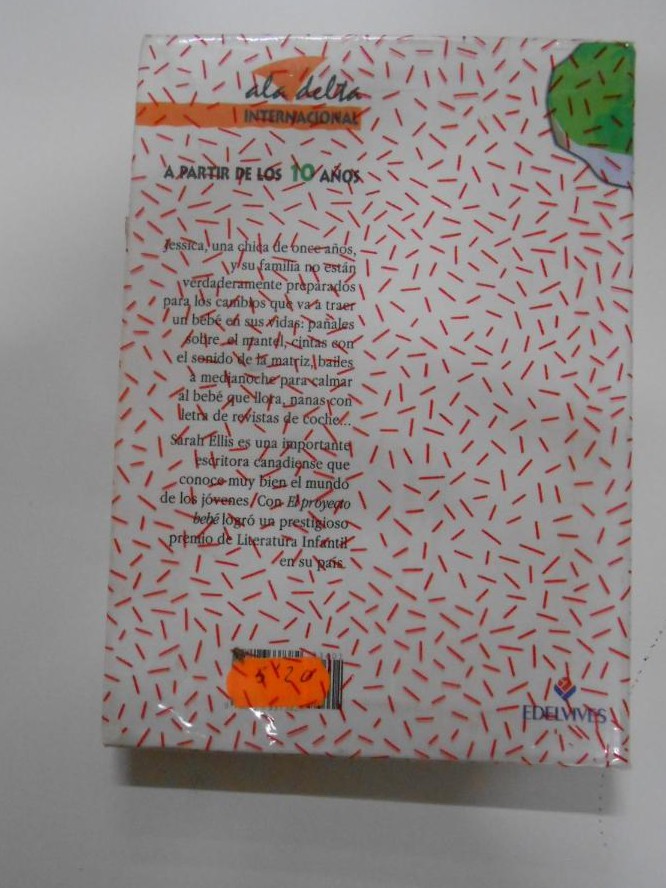 ala delta
INTERNACIONAL
A PARTIR DE LOS 10 AÑOS
Jessica, una chica de once años,
y su familia no están
verdaderamente preparados
para los cambios que va a traer
un bebé en sus vidas: pañales
sobre el mantel, cintas con
el sonido de la matriz, bailes
a medianoche para calmar
al bebé que llora, nanas con
letra de revistas de coche...
Sarah Ellis es una importante
escritora canadiense que
conoce muy bien el mundo
de los jóvenes. Con El proyecto
bebé logró un prestigioso
premio de Literatura Infantil
en su país.
EDELVIVES